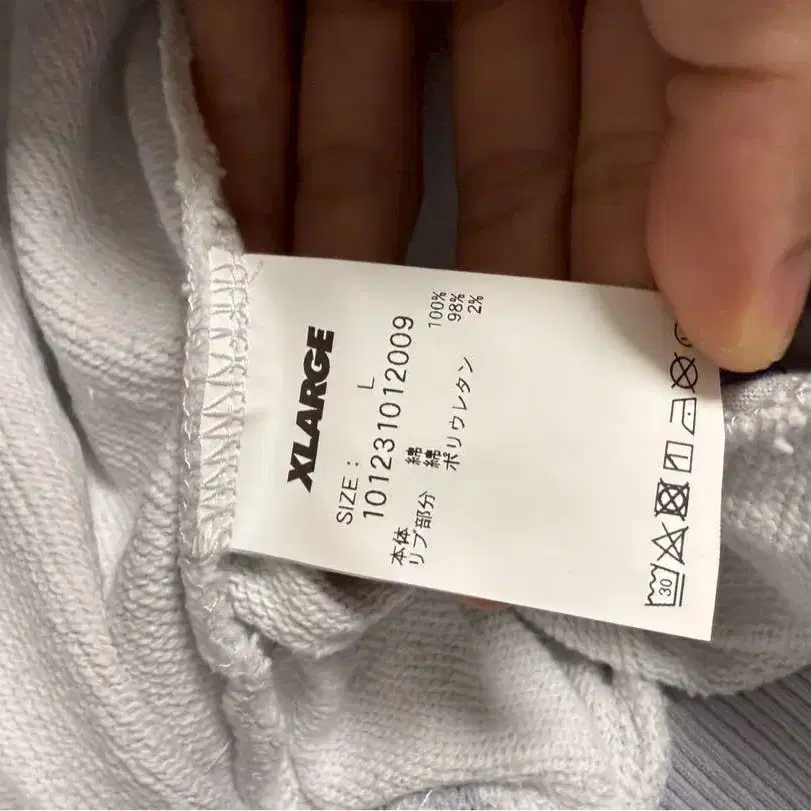 XLARGE
SIZE : L
101231012009
本体 綿 100%
リブ部分 綿 98%
ポリウレタン 2%
30